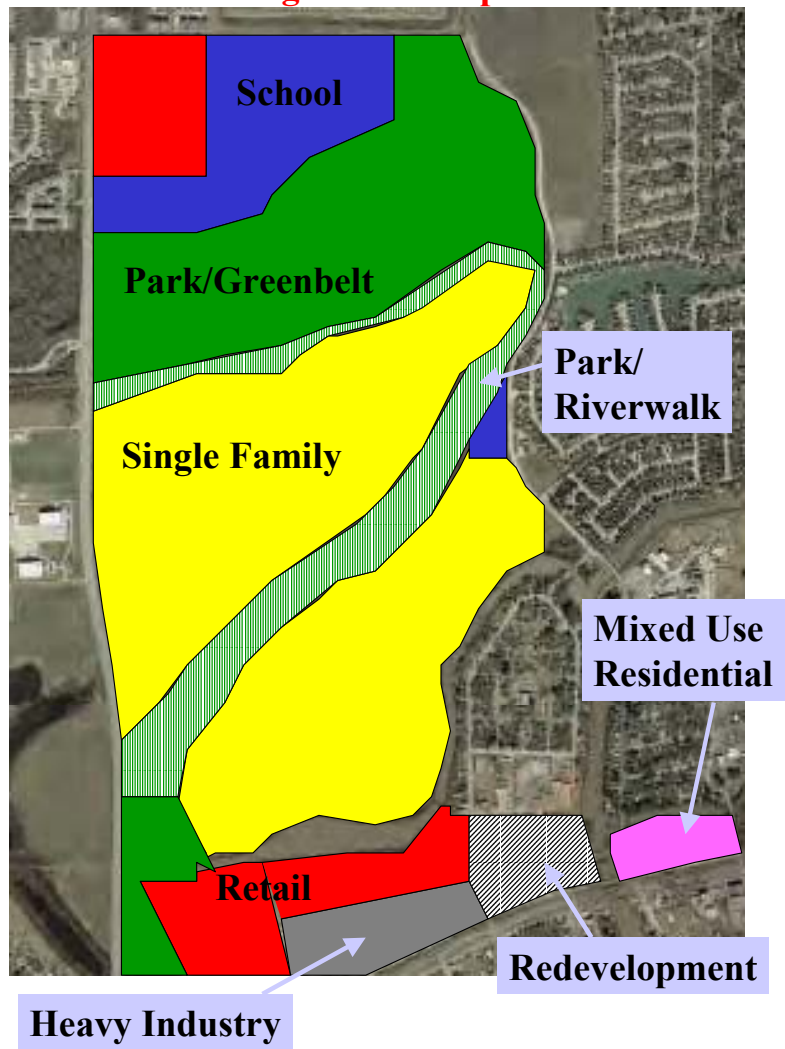 School
Park/Greenbelt
Park/
Riverwalk
Single Family
Mixed Use
Residential
Retail
Redevelopment
Heavy Industry